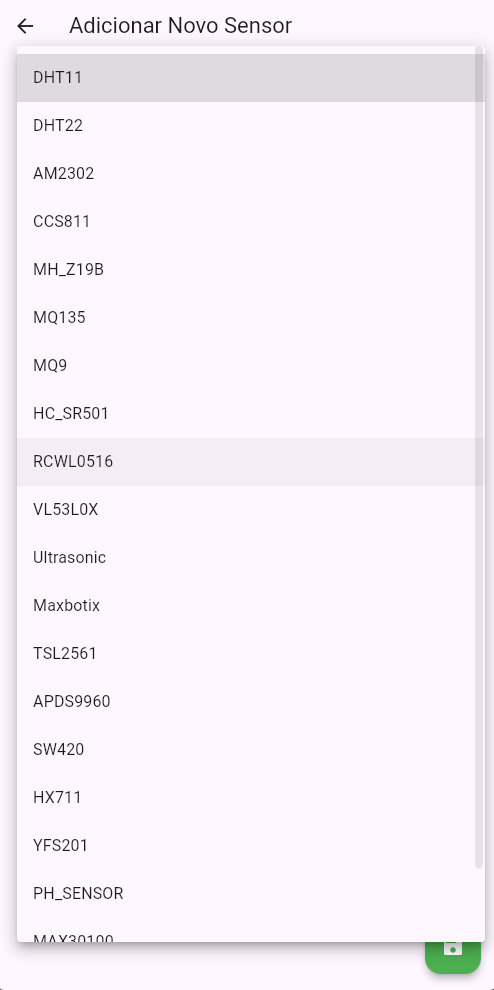 Adicionar Novo Sensor
DHT11
DHT22
AM2302
CCS811
MH_Z19B
MQ135
MQ9
HC_SR501
RCWL0516
VL53L0X
Ultrasonic
Maxbotix
TSL2561
APDS9960
SW420
HX711
YFS201
PH_SENSOR
MAX30100